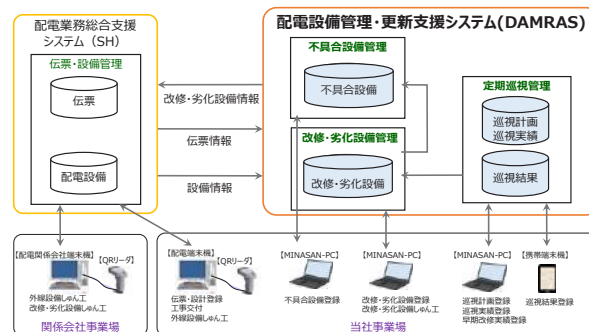 配電業務総合支援
システム（SH）
伝票・設備管理
伝票
配電設備
改修・劣化設備情報
伝票情報
設備情報
配電設備管理・更新支援システム(DAMRAS)
不具合設備管理
不具合設備
改修・劣化設備管理
改修・劣化設備
定期巡視管理
巡視計画
巡視実績
巡視結果
【配電関係会社端末機】
【QRリーダ】
外線設備しゅん工
改修・劣化設備しゅん工
関係会社事業場
【配電端末機】
【QRリーダ】
伝票・設計登録
工事交付
外線設備しゅん工
【MINASAN-PC】
不具合設備登録
【MINASAN-PC】
改修・劣化設備登録
改修・劣化設備しゅん工
【MINASAN-PC】
巡視計画登録
巡視実績登録
早期改修実績登録
【携帯端末機】
巡視結果登録
当社事業場